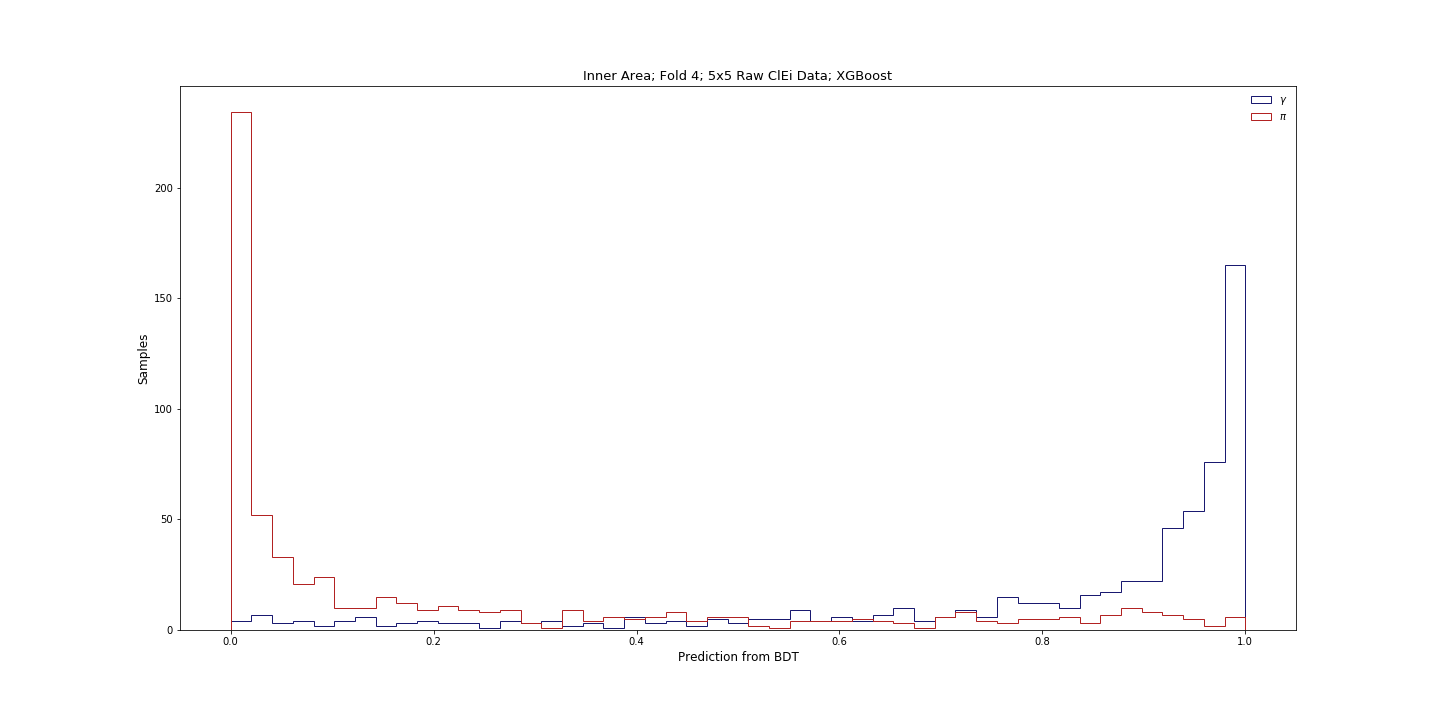 Inner Area; Fold 4; 5x5 Raw ClEi Data; XGBoost
γ
π
200
150
100
50
0
Samples
0.0 0.2 0.4 0.6 0.8 1.0
Prediction from BDT